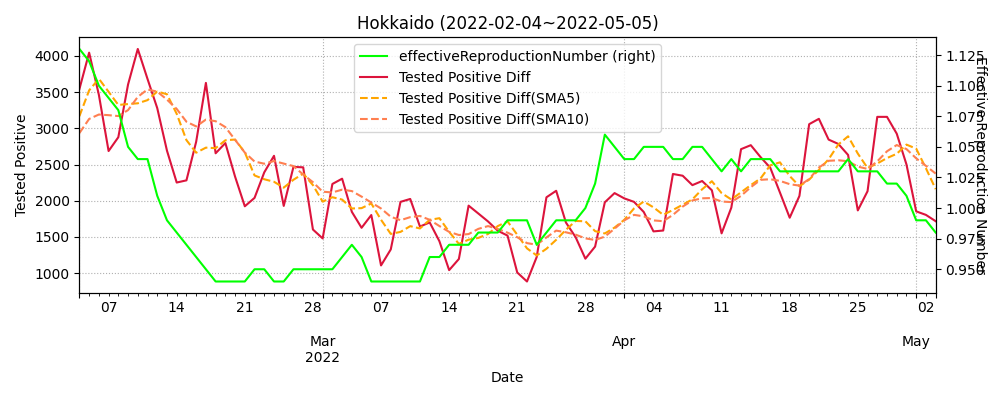 Hokkaido (2022-02-04~2022-05-05)
effectiveReproductionNumber (right)
Tested Positive Diff
Tested Positive Diff(SMA5)
Tested Positive Diff(SMA10)
Tested Positive
4000
3500
3000
2500
2000
1500
1000
1.125
1.100
1.075
1.050
1.025
1.000
0.975
0.950
Effective Reproduction Number
07 14 21 28 07 14 21 28 04 11 18 25 02
Mar Apr May
2022
Date